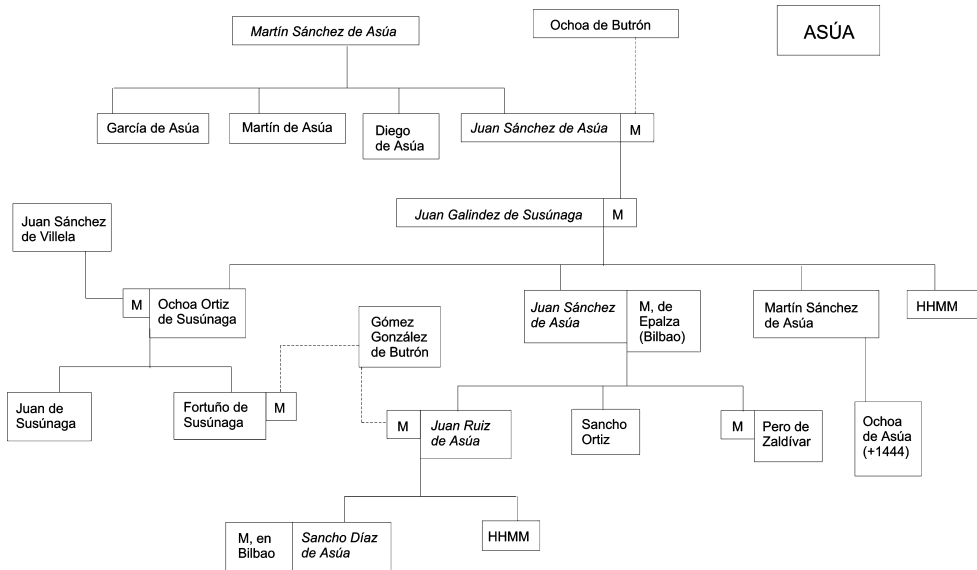 Martín Sánchez de Asúa
Ochoa de Butrón
ASÚA
García de Asúa
Martín de Asúa
Diego
de Asúa
Juan Sánchez de Asúa
M
Juan Galindez de Susúnaga
M
Juan Sánchez
de Villela
M
Ochoa Ortiz
de Susúnaga
Gómez
González
de Butrón
Juan Sánchez
de Asúa
M, de
Epalza
(Bilbao)
Martín Sánchez
de Asúa
HHMM
Juan de
Susúnaga
Fortuño de
Susúnaga
M
M
Juan Ruiz
de Asúa
Sancho
Ortiz
M
Pero de
Zaldívar
Ochoa
de Asúa
(+1444)
M, en
Bilbao
Sancho Díaz
de Asúa
HHMM